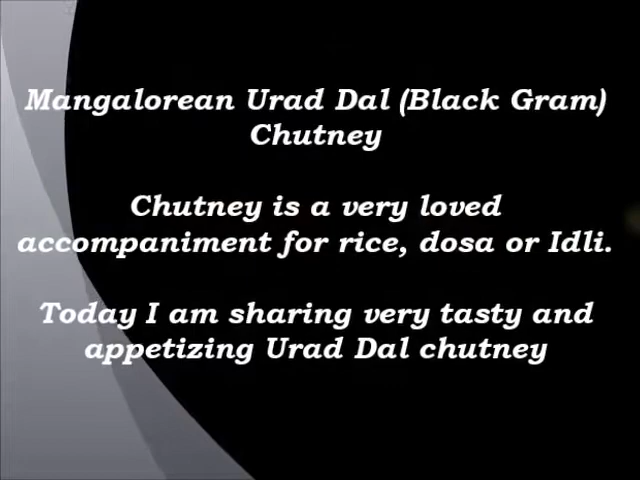 Mangalorean Urad Dal (Black Gram)
Chutney
Chutney is a very loved
accompaniment for rice, dosa or Idli.
Today I am sharing very tasty and
appetizing Urad Dal chutney